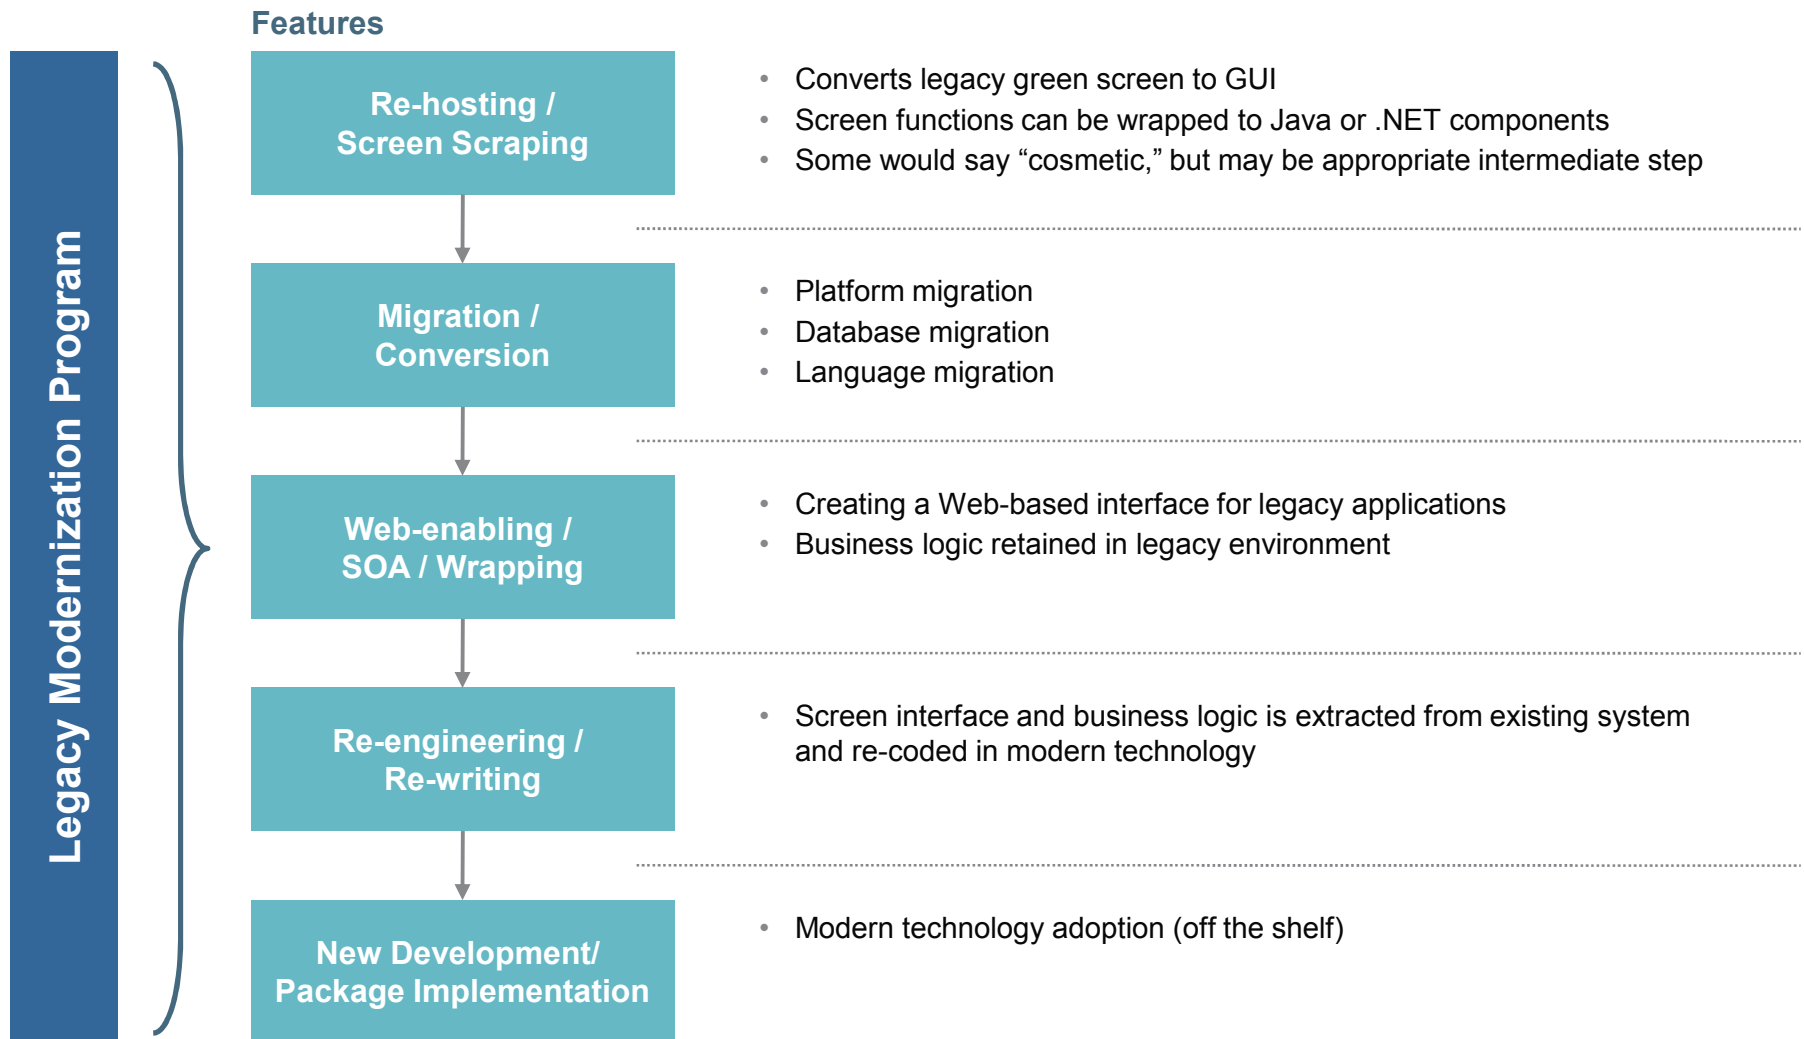 Features
Legacy Modernization Program
Re-hosting /
Screen Scraping
• Converts legacy green screen to GUI
• Screen functions can be wrapped to Java or .NET components
• Some would say “cosmetic,” but may be appropriate intermediate step
Migration /
Conversion
• Platform migration
• Database migration
• Language migration
Web-enabling /
SOA / Wrapping
• Creating a Web-based interface for legacy applications
• Business logic retained in legacy environment
Re-engineering /
Re-writing
• Screen interface and business logic is extracted from existing system
and re-coded in modern technology
New Development/
Package Implementation
• Modern technology adoption (off the shelf)